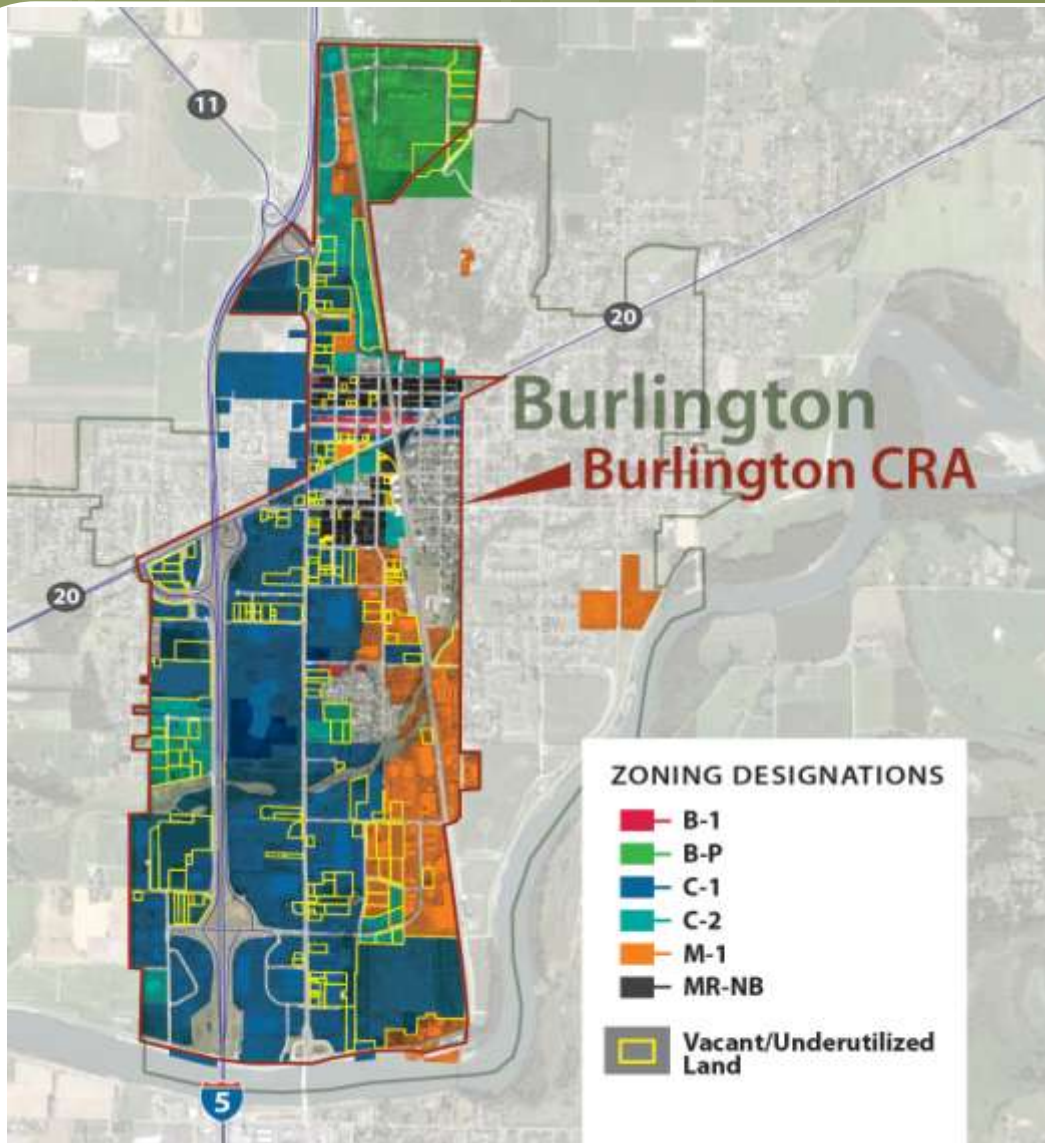 11
20
Burlington
Burlington CRA
20
ZONING DESIGNATIONS
B-1
B-P
C-1
C-2
M-1
MR-NB
Vacant/Underutilized
Land
5